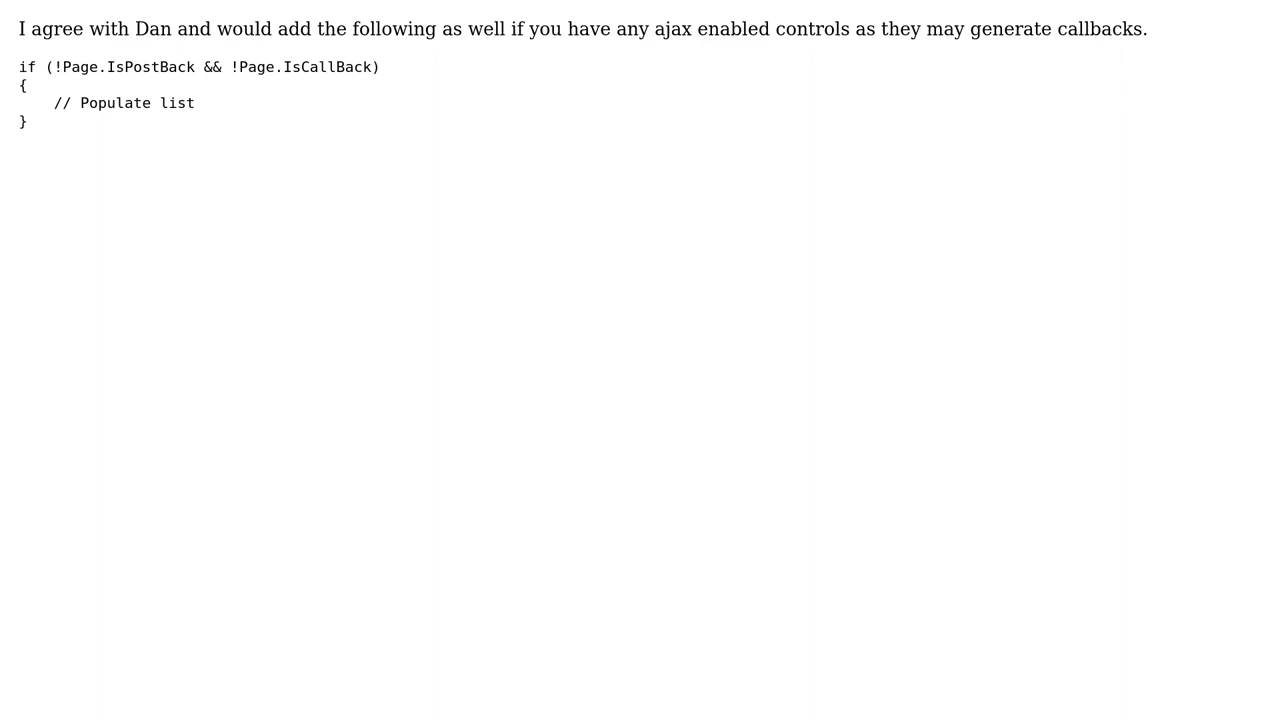 I agree with Dan and would add the following as well if you have any ajax enabled controls as they may generate callbacks.
if (!Page.IsPostBack && !Page.IsCallBack)
{
    // Populate list
}